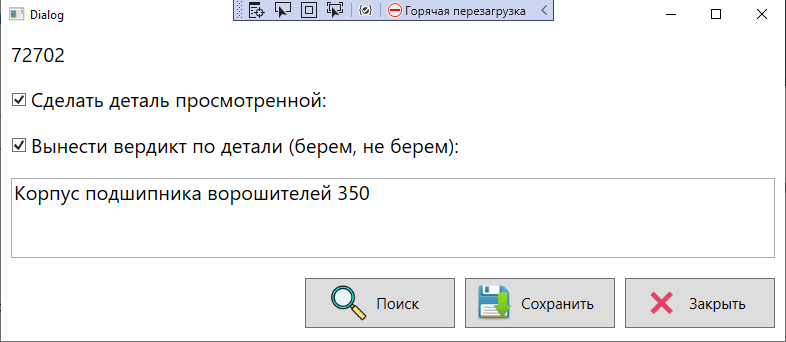 Dialog
Горячая перезагрузка
72702
Сделать деталь просмотренной:
Вынести вердикт по детали (берем, не берем):
Корпус подшипника ворошителей 350
Поиск
Сохранить
Закрыть